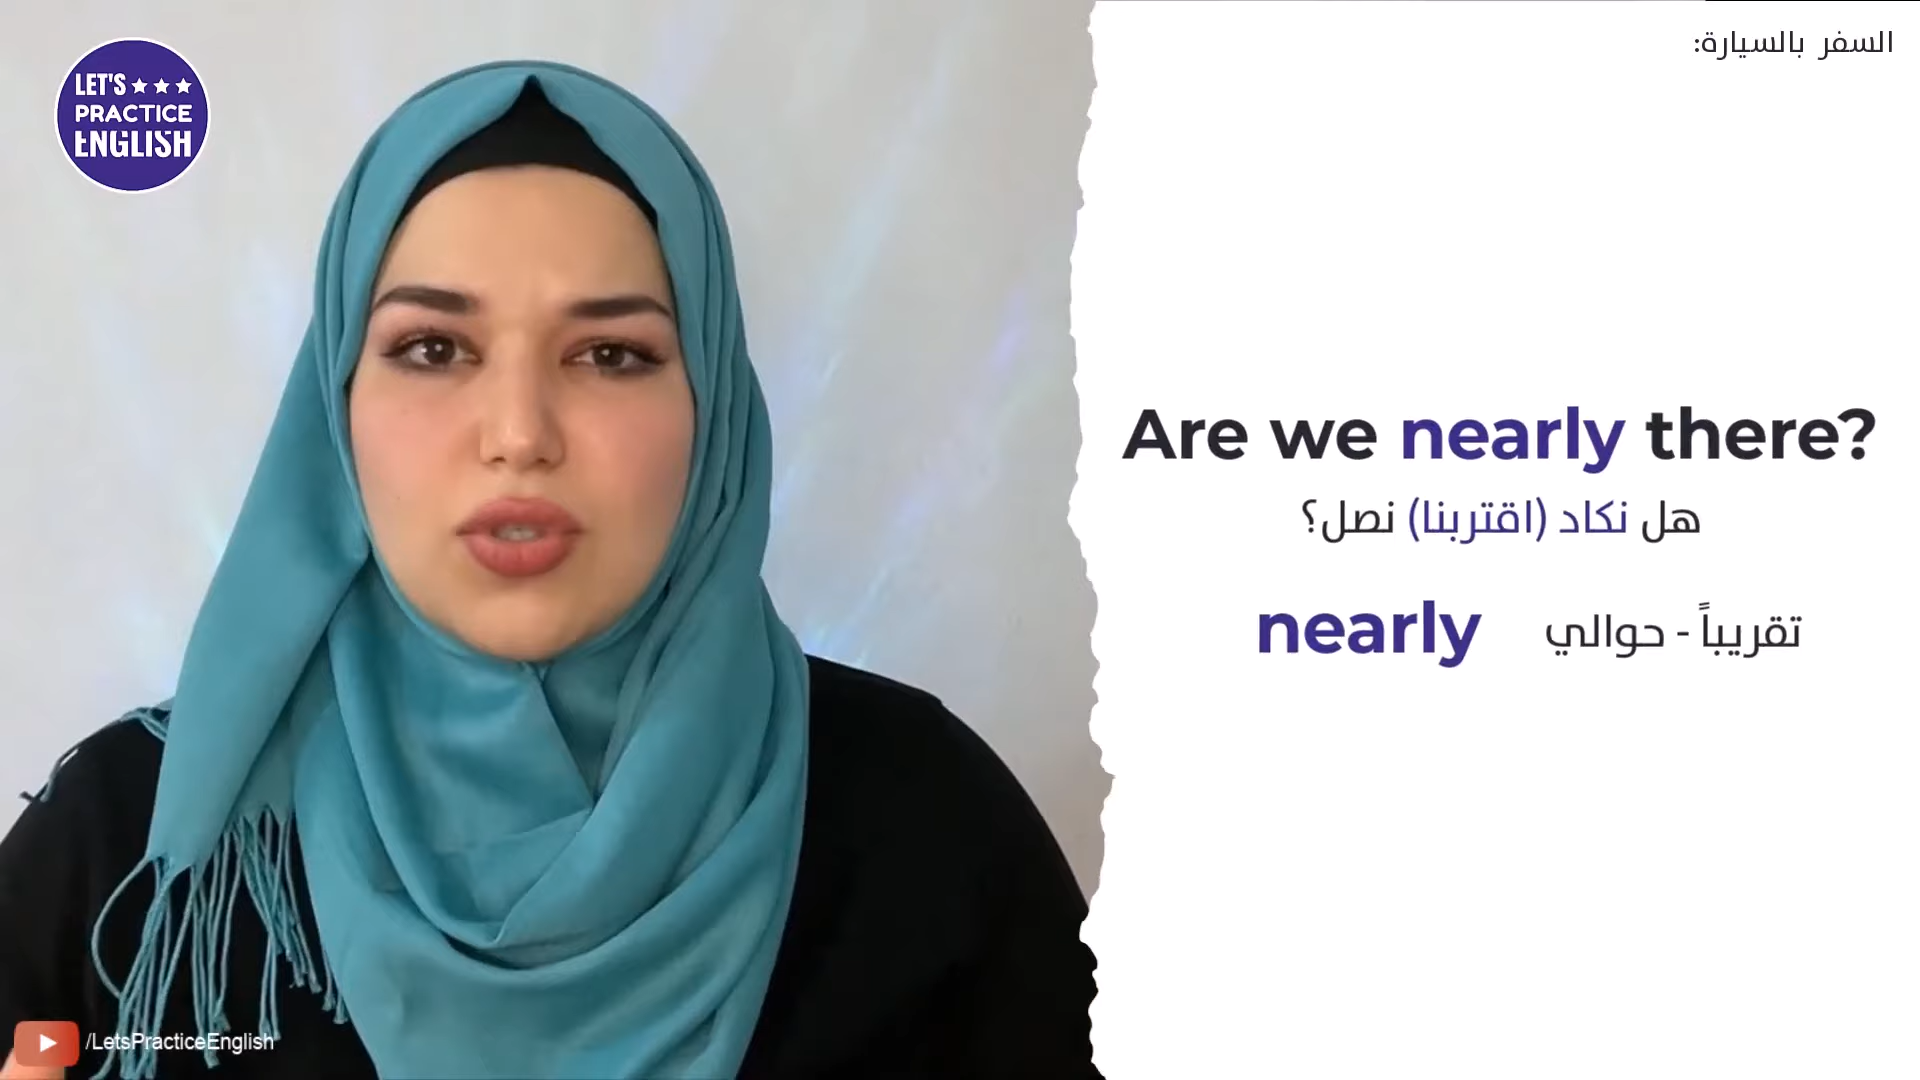 LET'S
PRACTICE
ENGLISH
السفر بالسيارة:
Are we nearly there?
هل نكاد (اقتربنا) نصل؟
nearly تقريباً - حوالي
/LetsPracticeEnglish